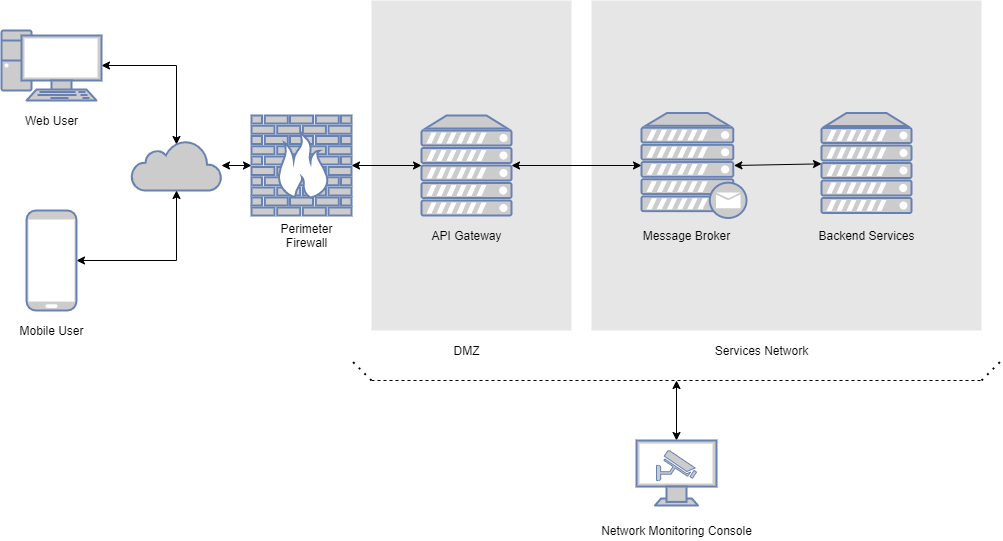 Web User
Perimeter
Firewall
API Gateway
Message Broker
Backend Services
Mobile User
DMZ
Services Network
Network Monitoring Console